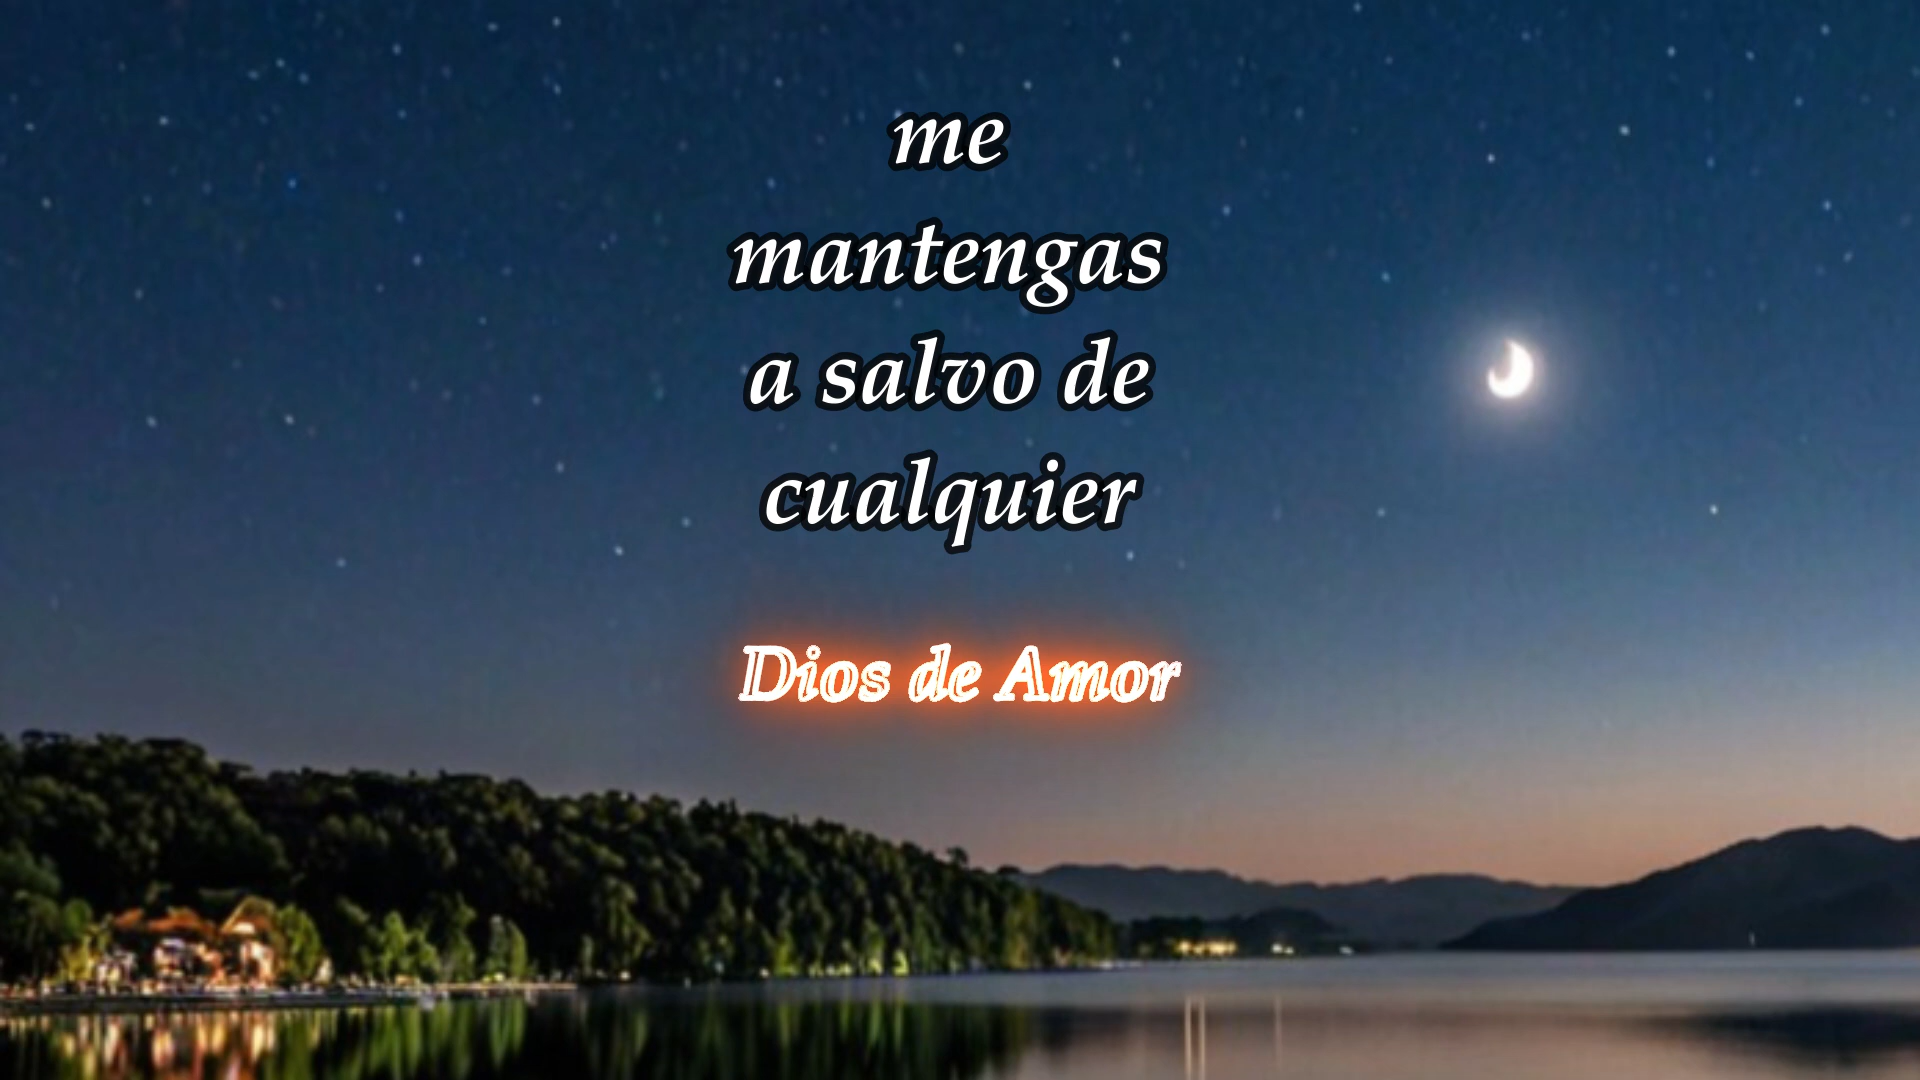 me
mantengas
a salvo de
cualquier
Dios de Amor